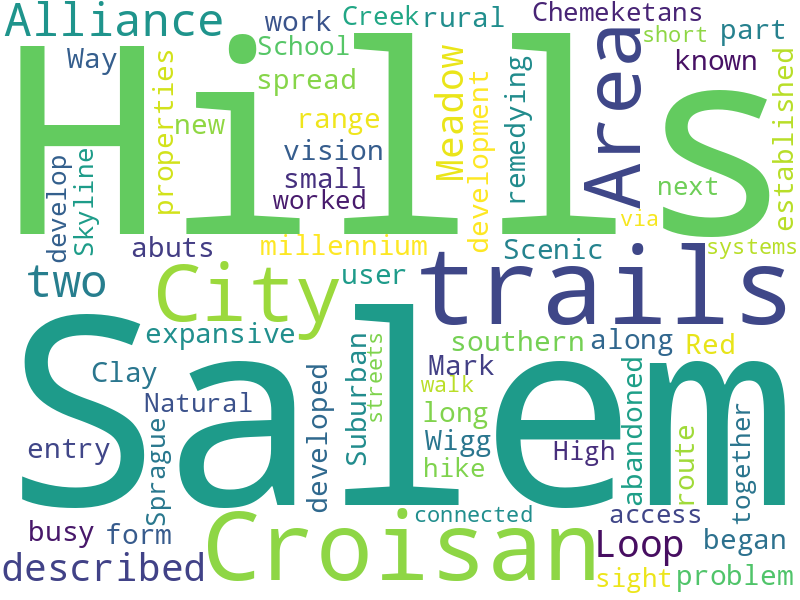 Alliance
work
Creek
rural
Chemeketans
Way
School
short
part
Hills
spread
Meadow
Area
known
properties
new
range
development
remedying
established
vision
small
worked
next
develop
Skyline
abuts
millennium
Scenic
via
systems
two
City
user
trails
expansive
southern
along
Red
Salem
Clay
Suburban
streets
Mark
walk
Natural
developed
long
abandoned
entry
Sprague
Wigg
hike
High
route
together
busy
form
Croisan
connected
access
Loop
began
described
sight
problem